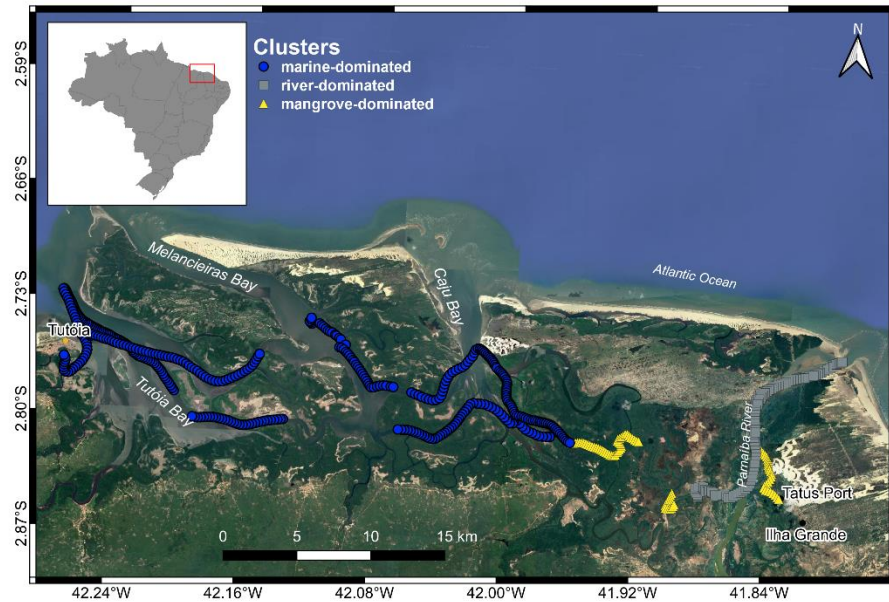 Clusters
marine-dominated
river-dominated
mangrove-dominated
2.59°S
2.66°S
2.73°S
2.80°S
2.87°S
Melancieiras Bay
Caju Bay
Atlantic Ocean
Tutóia
Tutóia Bay
Parnaíba River
Tatus Port
Ilha Grande
0 5 10 15 km
42.24°W 42.16°W 42.08°W 42.00°W 41.92°W 41.84°W